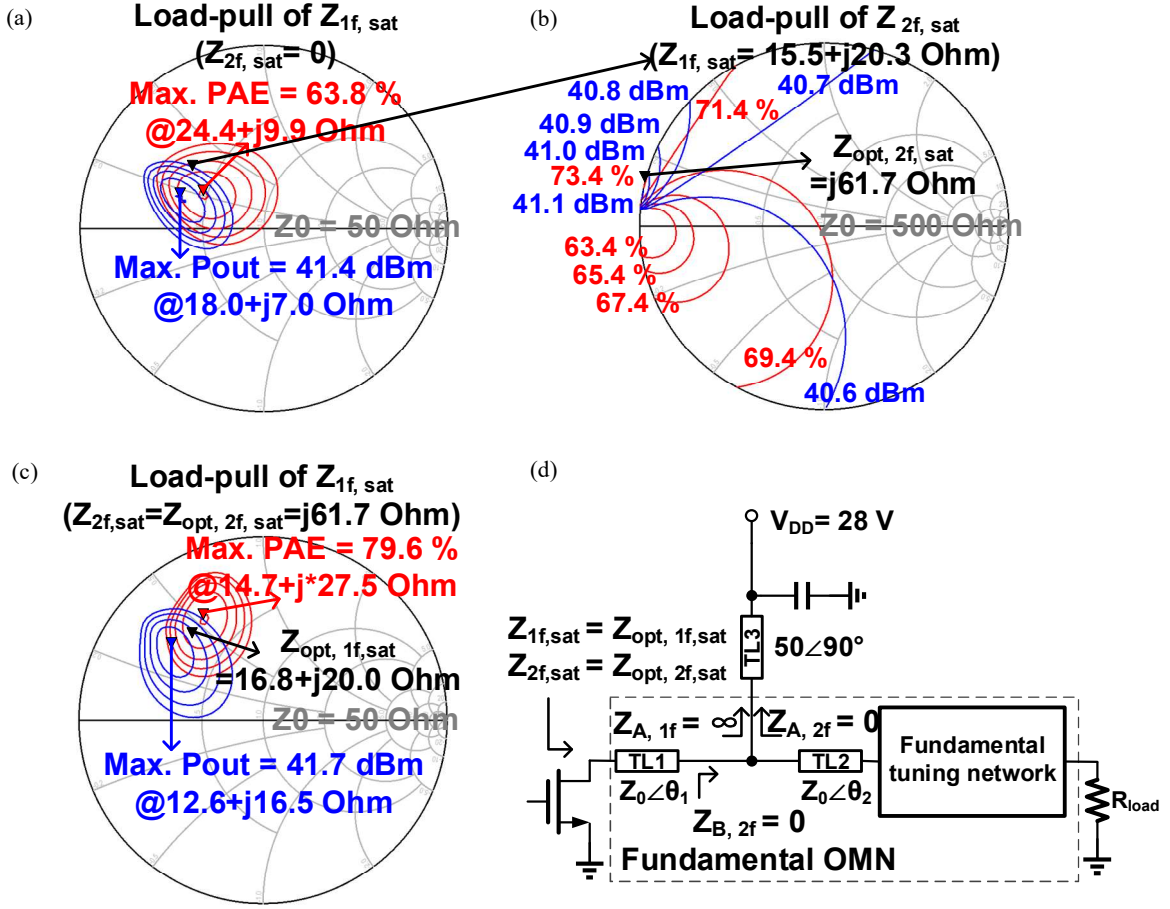 (a)
Load-pull of Z1f, sat
(Z2f, sat= 0)
Max. PAE = 63.8 %
@24.4+j9.9 Ohm
Z0 = 50 Ohm
Max. Pout = 41.4 dBm
@18.0+j7.0 Ohm
(b)
Load-pull of Z 2f, sat
(Z1f, sat= 15.5+j20.3 Ohm)
40.8 dBm
40.7 dBm
71.4 %
40.9 dBm
41.0 dBm
Zopt, 2f, sat
=j61.7 Ohm
73.4 %
41.1 dBm
Z0 = 500 Ohm
63.4 %
65.4 %
67.4 %
69.4 %
40.6 dBm
(c)
Load-pull of Z1f, sat
(Z2f,sat=Zopt, 2f, sat=j61.7 Ohm)
Max. PAE = 79.6 %
@14.7+j*27.5 Ohm
Zopt, 1f,sat
=16.8+j20.0 Ohm
Z0 = 50 Ohm
Max. Pout = 41.7 dBm
@12.6+j16.5 Ohm
(d)
VDD= 28 V
TL3
50∠90°
Z1f,sat = Zopt, 1f,sat
Z2f,sat = Zopt, 2f,sat
ZA, 1f = ∞
ZA, 2f = 0
TL1
Z0∠θ1
TL2
Z0∠θ2
Fundamental
tuning network
Rload
ZB, 2f = 0
Fundamental OMN